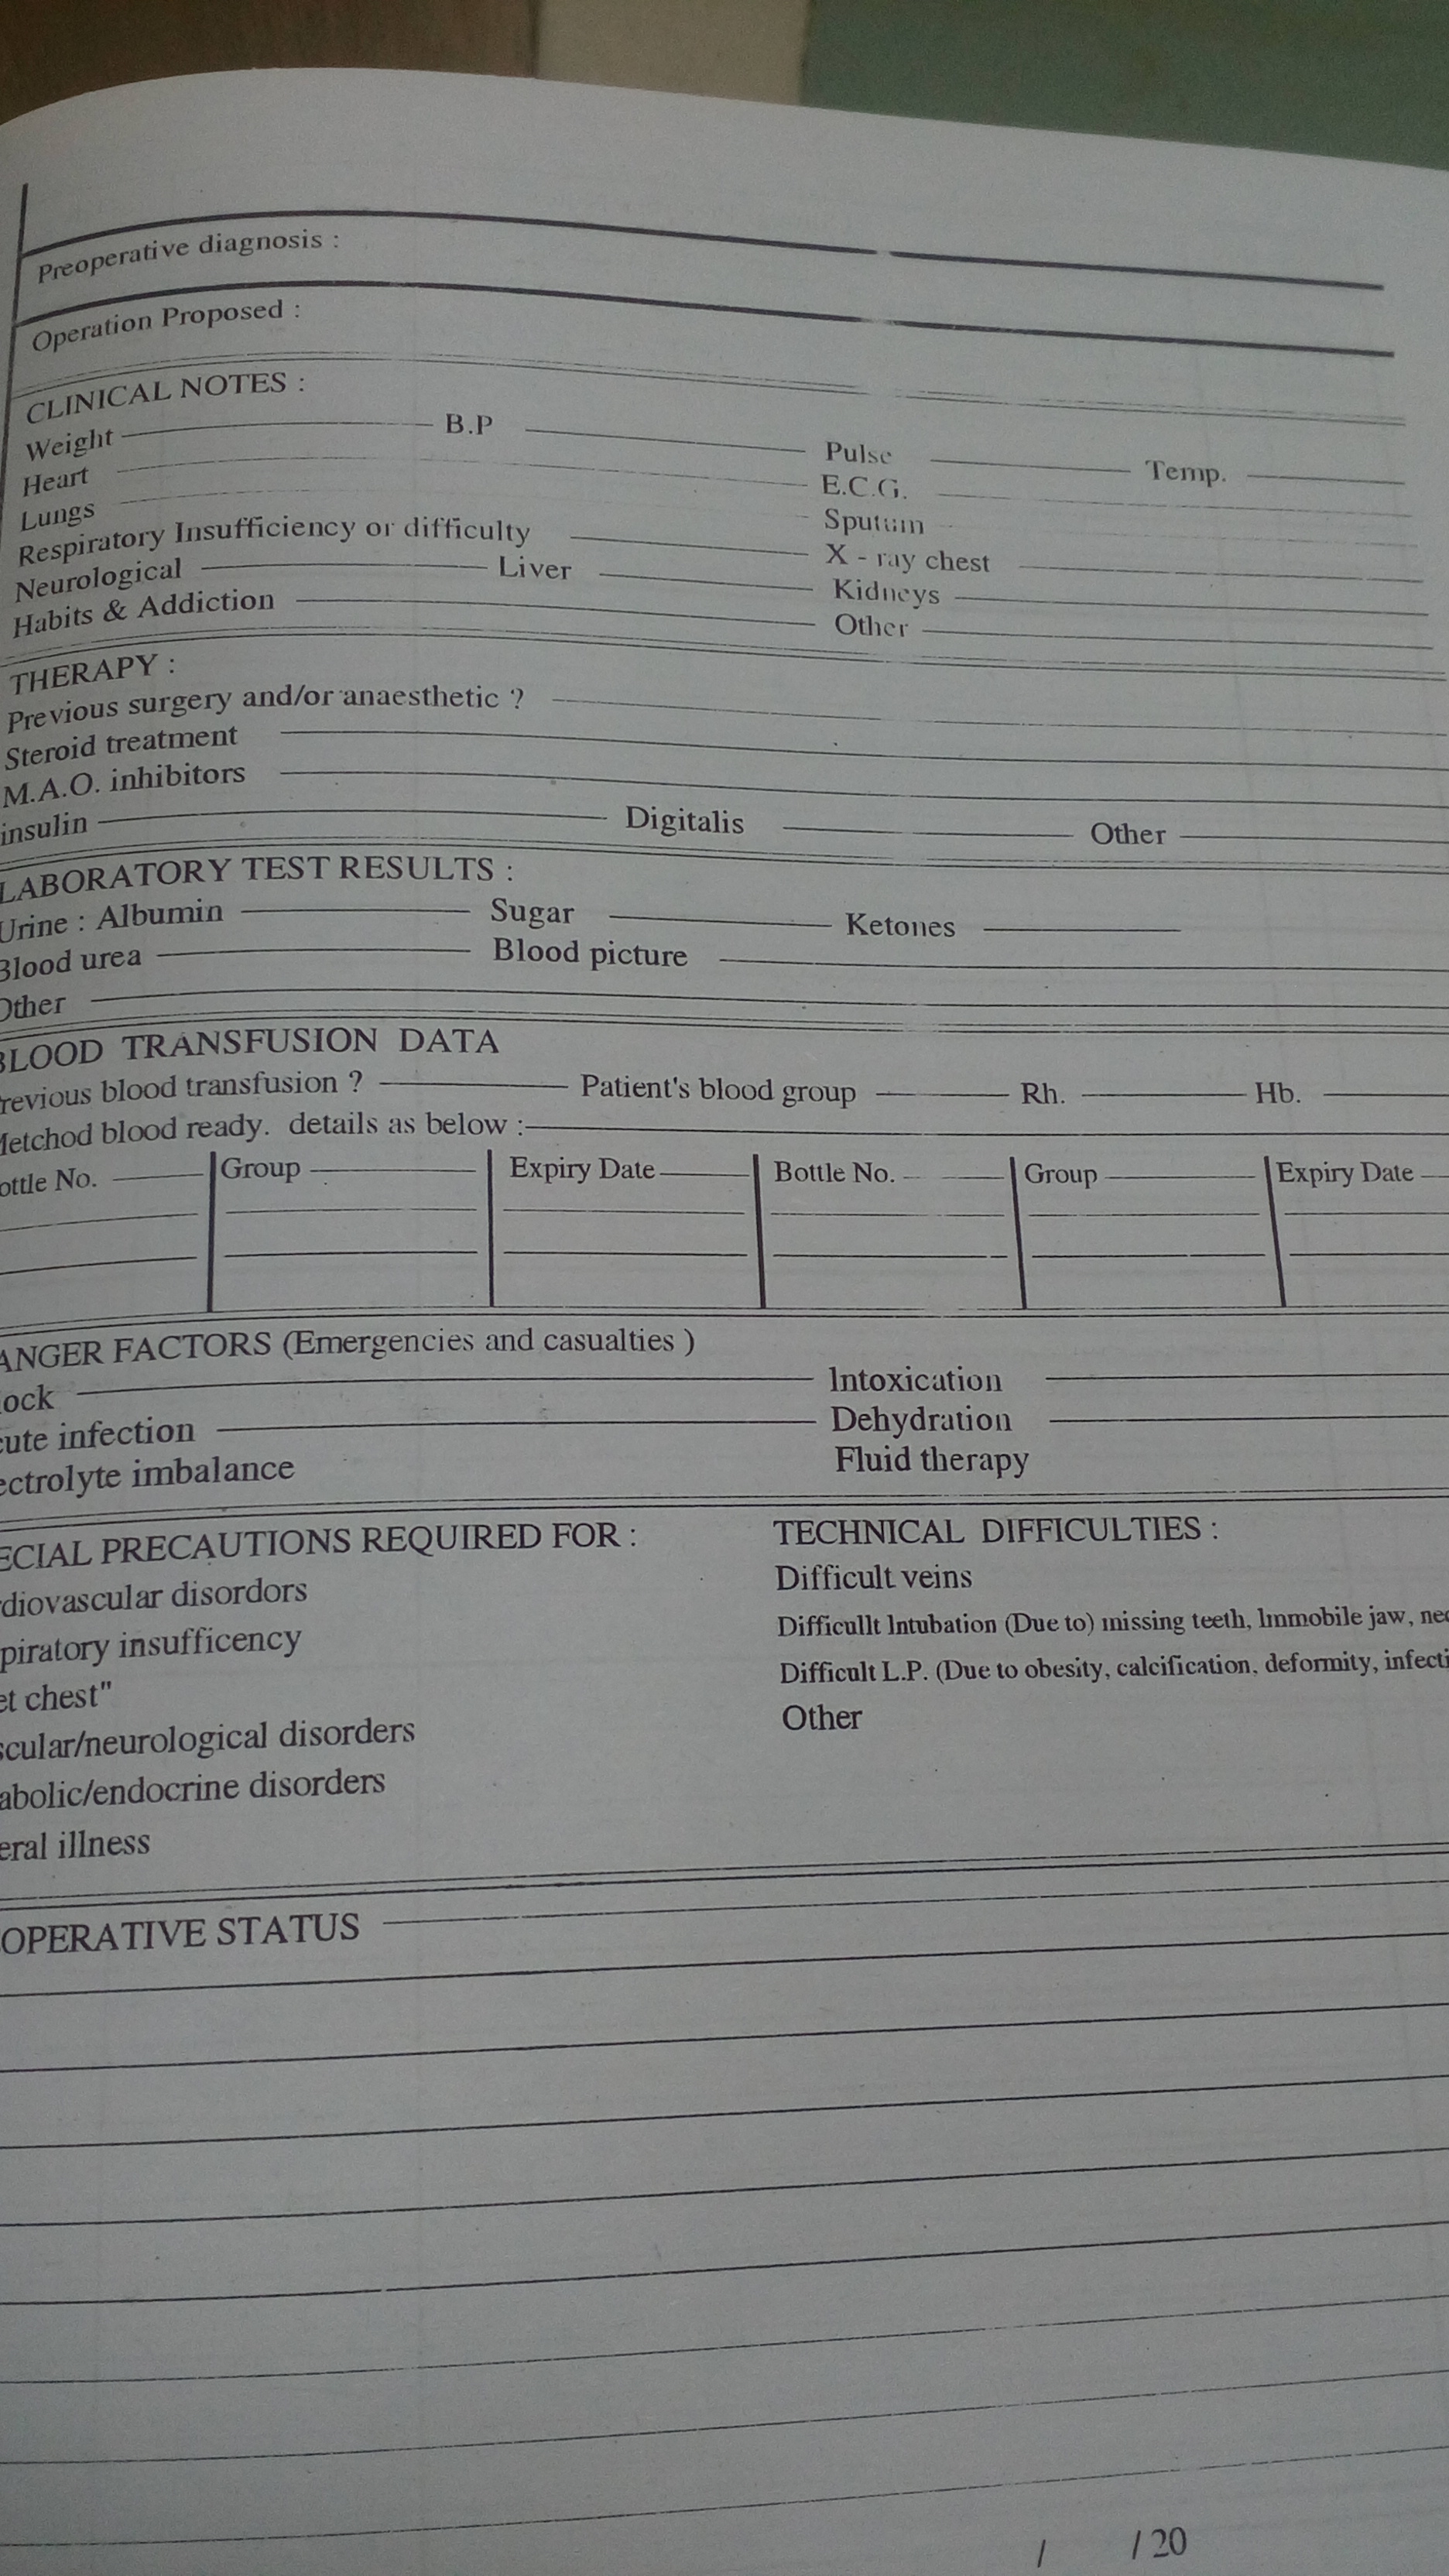 Preoperative diagnosis :
Operation Proposed :
CLINICAL NOTES :
Weight B.P Pulse Temp.
Heart E.C.G.
Lungs Sputum
Respiratory Insufficiency or difficulty X - ray chest
Neurological Liver Kidneys
Habits & Addiction Other
THERAPY :
Previous surgery and/or anaesthetic ?
Steroid treatment
M.A.O. inhibitors
insulin Digitalis Other
LABORATORY TEST RESULTS :
Urine : Albumin Sugar Ketones
Blood urea Blood picture
Other
BLOOD TRANSFUSION DATA
revious blood transfusion ? Patient's blood group Rh. Hb.
Metchod blood ready. details as below :
ottle No. Group Expiry Date Bottle No. Group Expiry Date
ANGER FACTORS (Emergencies and casualties )
ock Intoxication
cute infection Dehydration
ectrolyte imbalance Fluid therapy
ECIAL PRECAUTIONS REQUIRED FOR :
diovascular disordors
piratory insufficency
et chest"
scular/neurological disorders
abolic/endocrine disorders
eral illness
TECHNICAL DIFFICULTIES :
Difficult veins
Difficullt Intubation (Due to) missing teeth, Immobile jaw, nec
Difficult L.P. (Due to obesity, calcification, deformity, infecti
Other
OPERATIVE STATUS
/ / 20